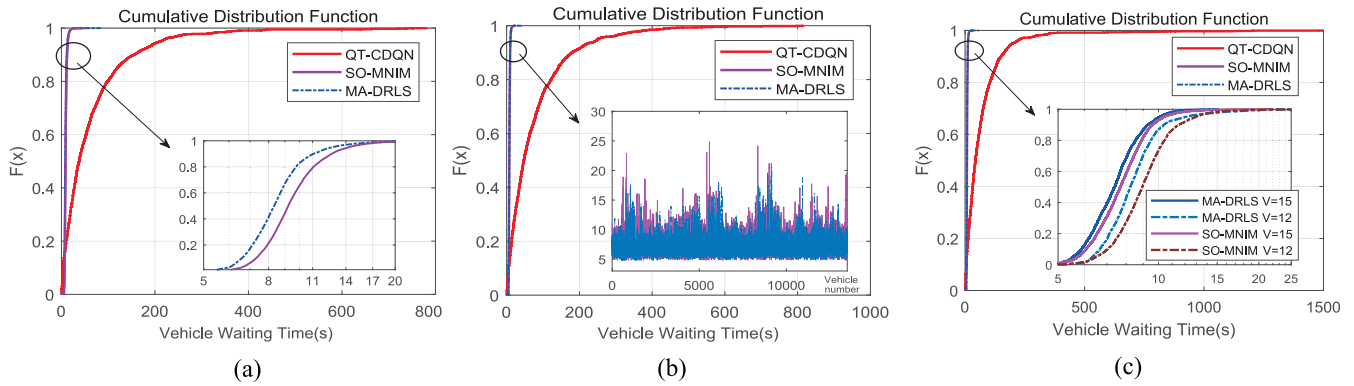 Cumulative Distribution Function
F(x)
1
0.8
0.6
0.4
0.2
0
QT-CDQN
SO-MNIM
MA-DRLS
1
0.8
0.6
0.4
0.2
5 8 11 14 17 20
0 200 400 600 800
Vehicle Waiting Time(s)
(a)
Cumulative Distribution Function
F(x)
1
0.8
0.6
0.4
0.2
0
QT-CDQN
SO-MNIM
MA-DRLS
30
25
20
15
10
5
0 5000 10000
Vehicle
number
0 200 400 600 800 1000
Vehicle Waiting Time(s)
(b)
Cumulative Distribution Function
F(x)
1
0.8
0.6
0.4
0.2
0
QT-CDQN
SO-MNIM
MA-DRLS
1
0.8
0.6
0.4
0.2
0
MA-DRLS V=15
MA-DRLS V=12
SO-MNIM V=15
SO-MNIM V=12
5 10 15 20 25
0 500 1000 1500
Vehicle Waiting Time(s)
(c)